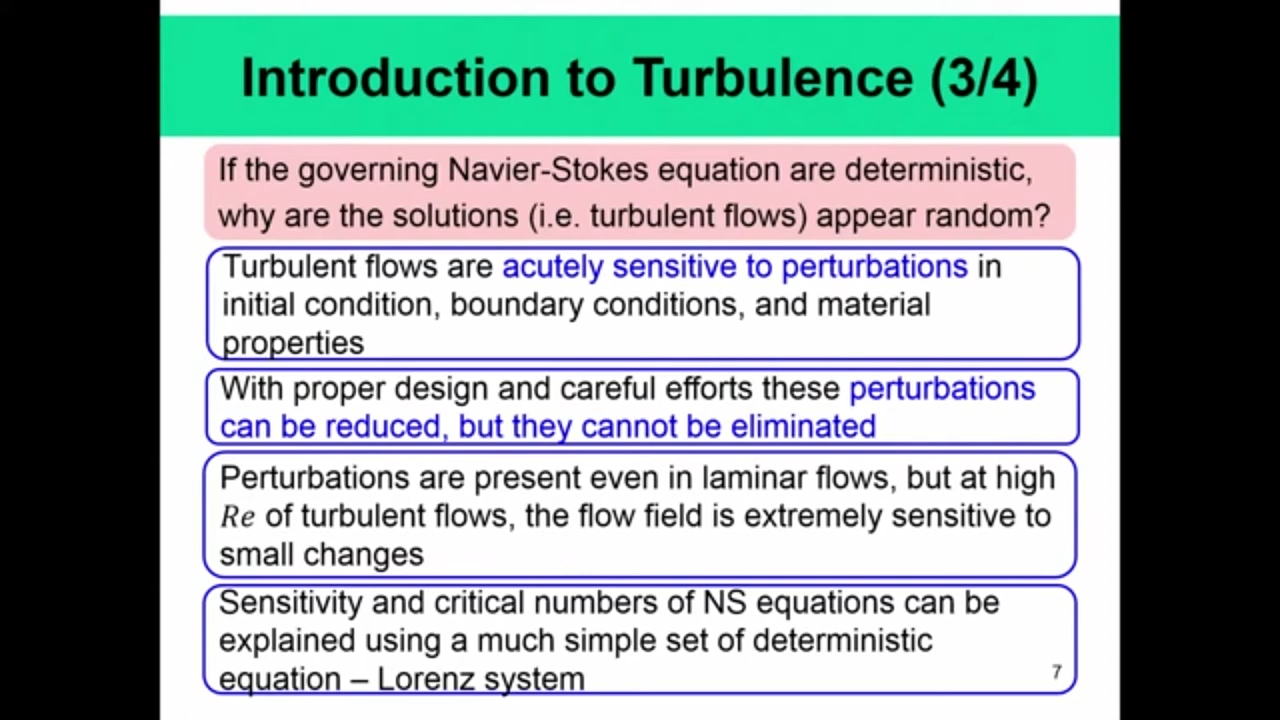 Introduction to Turbulence (3/4)
If the governing Navier-Stokes equation are deterministic,
why are the solutions (i.e. turbulent flows) appear random?
Turbulent flows are acutely sensitive to perturbations in
initial condition, boundary conditions, and material
properties
With proper design and careful efforts these perturbations
can be reduced, but they cannot be eliminated
Perturbations are present even in laminar flows, but at high
Re of turbulent flows, the flow field is extremely sensitive to
small changes
Sensitivity and critical numbers of NS equations can be
explained using a much simple set of deterministic
equation – Lorenz system
7